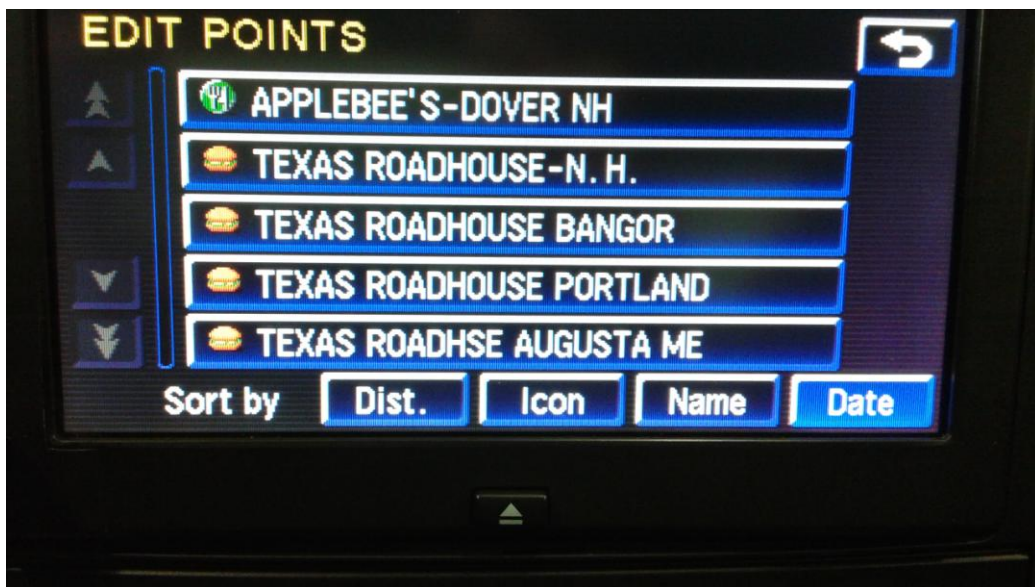 EDIT POINTS
APPLEBEE'S-DOVER NH
TEXAS ROADHOUSE-N.H.
TEXAS ROADHOUSE BANGOR
TEXAS ROADHOUSE PORTLAND
TEXAS ROADHSE AUGUSTA ME
Sort by Dist. Icon Name Date